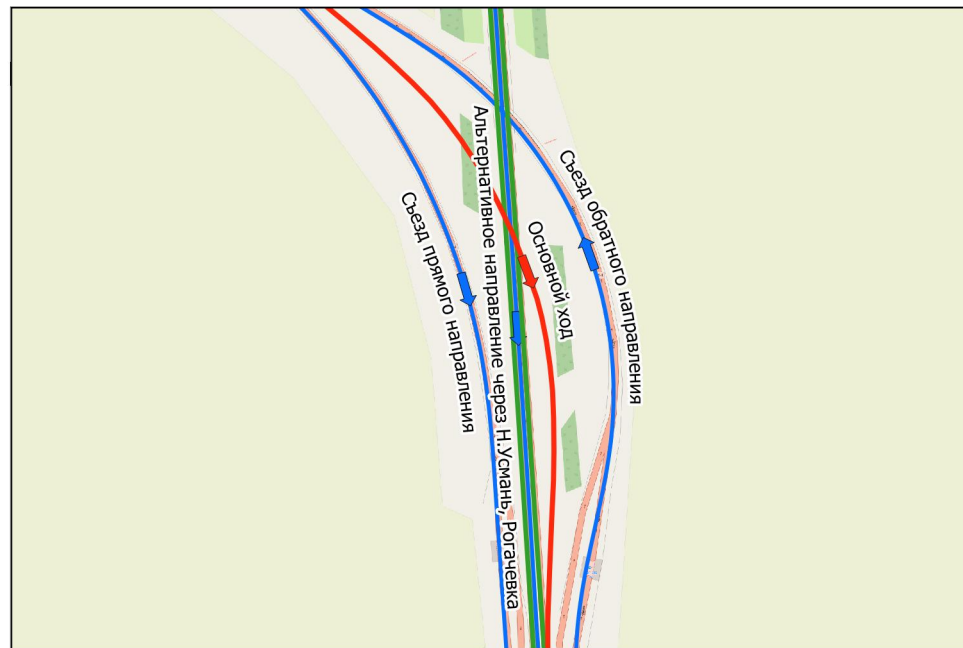 Съезд прямого направления
Альтернативное направление через Н.Усмань, Рогачевка
Основной ход
Съезд обратного направления